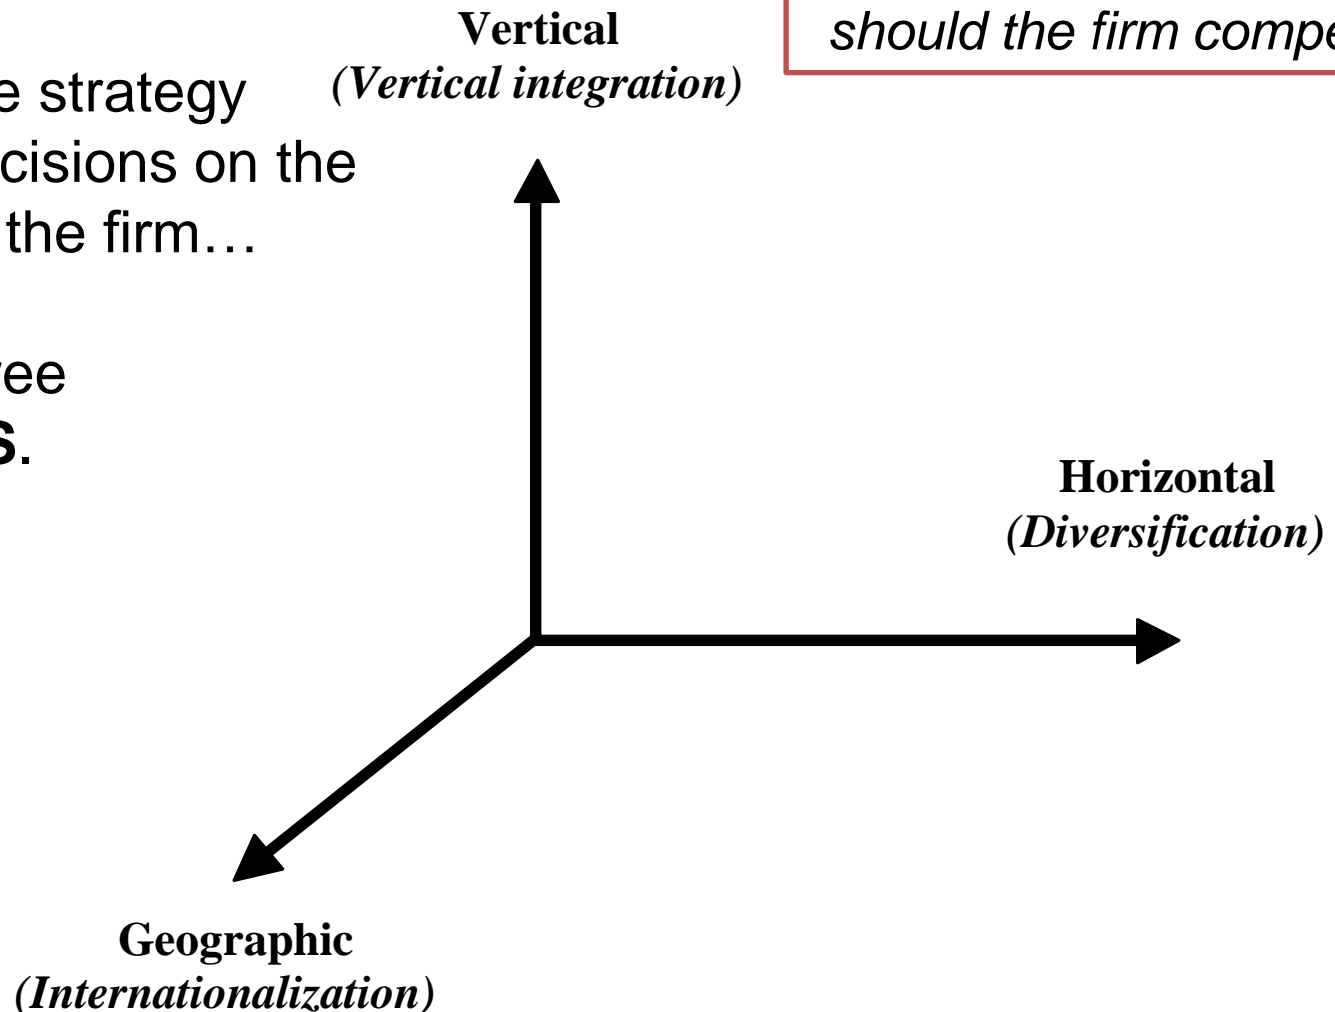 Vertical
(Vertical integration)
should the firm compe
e strategy
cisions on the
the firm…
ee
s.
Horizontal
(Diversification)
Geographic
(Internationalization)